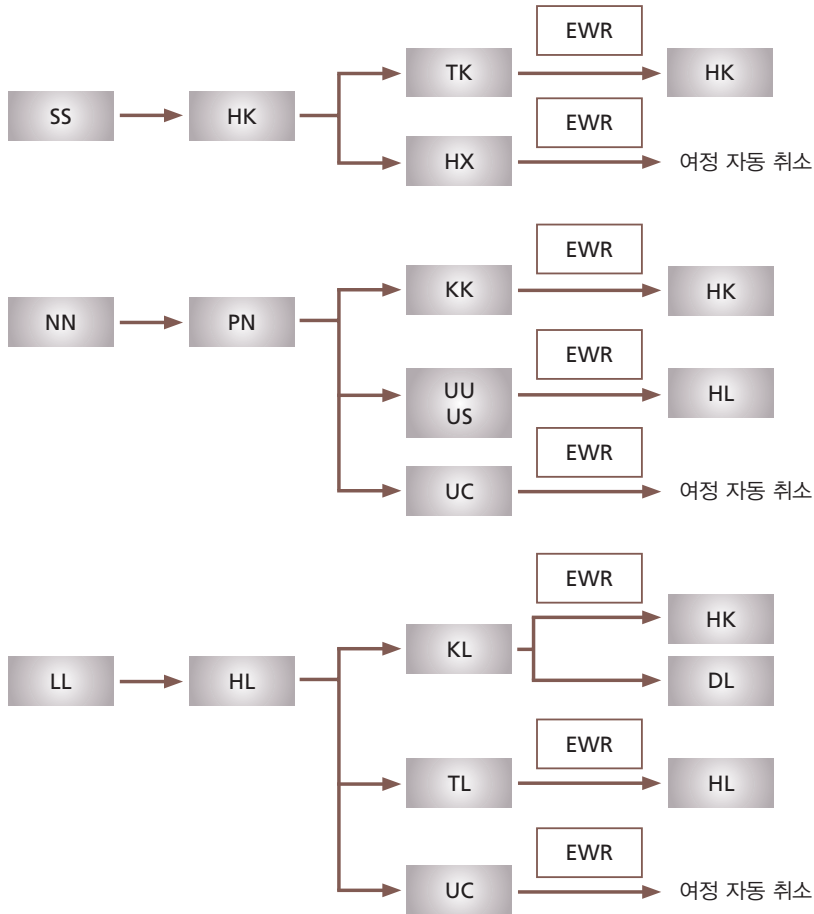 EWR
SS
HK
TK
HK
EWR
HX
여정 자동 취소
EWR
NN
PN
KK
HK
EWR
UU
US
HL
EWR
UC
여정 자동 취소
EWR
LL
HL
KL
HK
DL
EWR
TL
HL
EWR
UC
여정 자동 취소